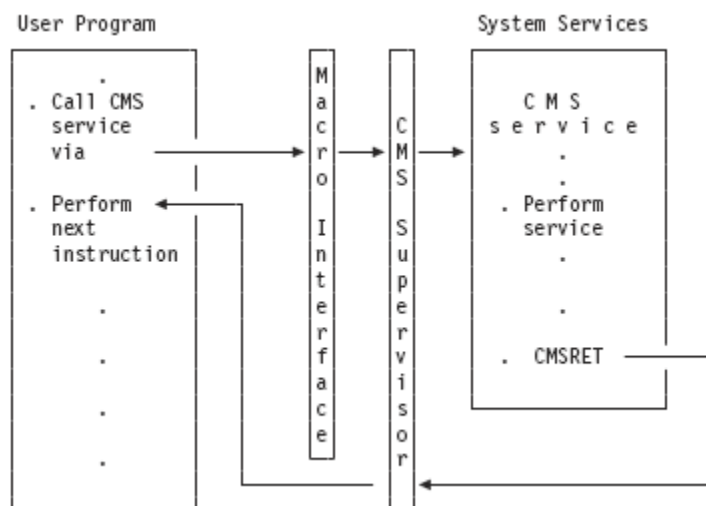 User Program
System Services
.
. Call CMS
service
via
. Perform
next
instruction
.
.
.
.
Macro Interface
CMS Supervisor
C M S
s e r v i c e
.
.
. Perform
service
.
.
. CMSRET